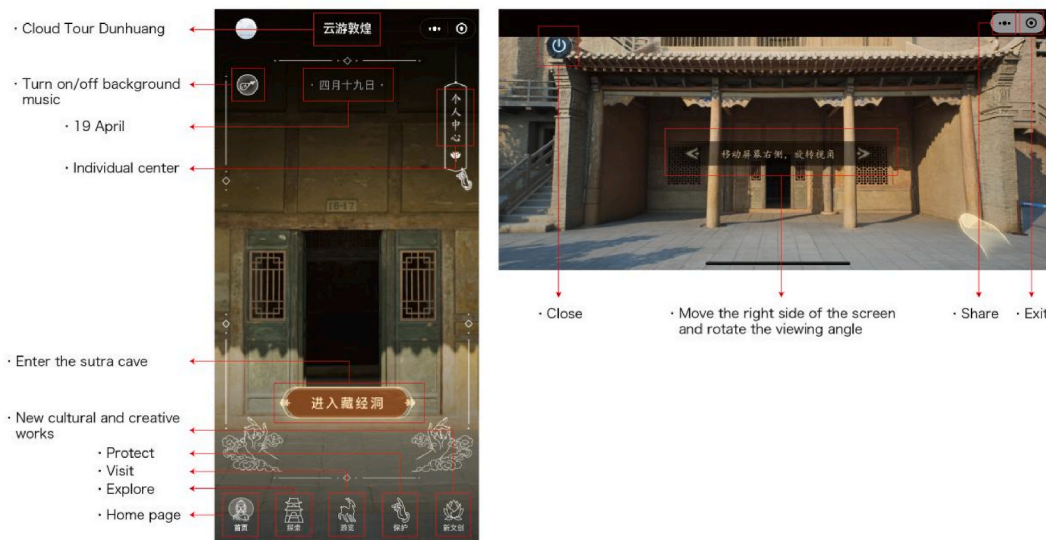 · Cloud Tour Dunhuang
云游敦煌
· Turn on/off background
music
· 四月十九日 ·
· 19 April
个人中心
· Individual center
16-17
· Enter the sutra cave
进入藏经洞
· New cultural and creative
works
· Protect
· Visit
· Explore
· Home page
首页
探索
游览
保护
新文创
移动屏幕右侧，旋转视角
· Close
· Move the right side of the screen
and rotate the viewing angle
· Share
· Exit